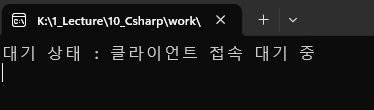 K:\1_Lecture\10_Csharp\work\
대기 상태 : 클라이언트 접속 대기 중